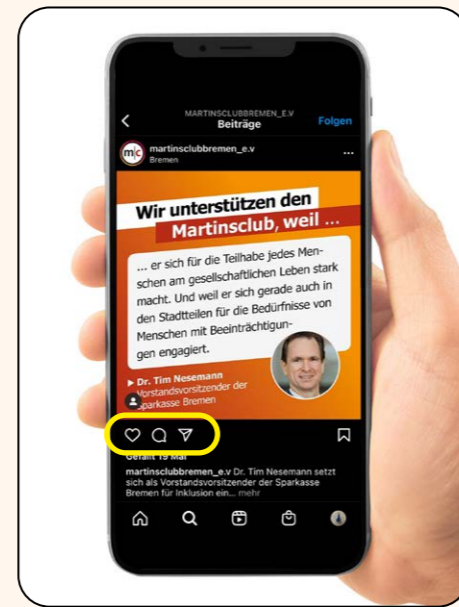 MARTINSCLUBBREMEN_E.V
Beiträge
Folgen
m|c
martinsclubbremen_e.v
Bremen
Wir unterstützen den
Martinsclub, weil ...
... er sich für die Teilhabe jedes Men-
schen am gesellschaftlichen Leben stark
macht. Und weil er sich gerade auch in
den Stadtteilen für die Bedürfnisse von
Menschen mit Beeinträchtigun-
gen engagiert.
Dr. Tim Nesemann
Vorstandsvorsitzender der
Sparkasse Bremen
Gefällt 19 Mal
martinsclubbremen_e.v Dr. Tim Nesemann setzt
sich als Vorstandsvorsitzender der Sparkasse
Bremen für Inklusion ein... mehr